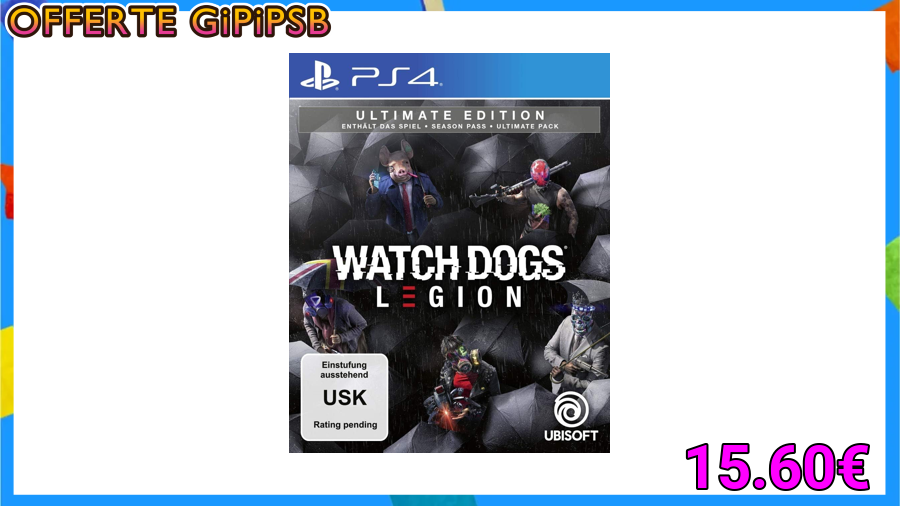 OFFERTE GiPiPSB
PS4
ULTIMATE EDITION
ENTHÄLT DAS SPIEL • SEASON PASS • ULTIMATE PACK
WATCH DOGS
LEGION
Einstufung
ausstehend
USK
Rating pending
UBISOFT
15.60€